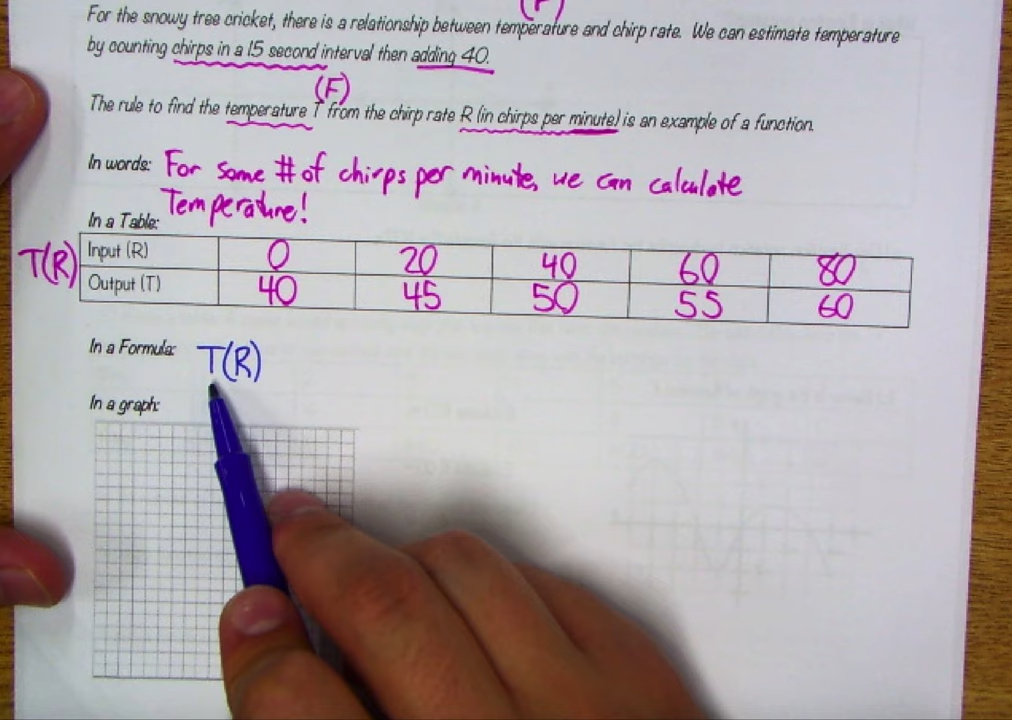 (F)
For the snowy tree cricket, there is a relationship between temperature and chirp rate. We can estimate temperature
by counting chirps in a 15 second interval then adding 40.
(F)
The rule to find the temperature T from the chirp rate R (in chirps per minute) is an example of a function.
In words: For some # of chirps per minute, we can calculate
Temperature!
In a Table:
T(R) Input (R) 0 20 40 60 80
Output (T) 40 45 50 55 60
In a Formula: T(R)
In a graph: